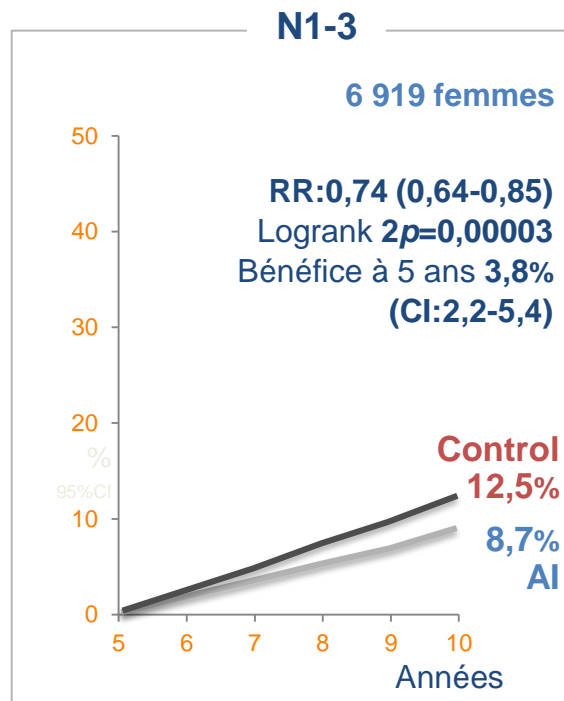 N1-3
6 919 femmes
50
RR:0,74 (0,64-0,85)
40
Logrank 2p=0,00003
Bénéfice à 5 ans 3,8%
(CI:2,2-5,4)
30
20
Control
%
12,5%
95%CI
10
8,7%
AI
0
5 6 7 8 9 10
Années